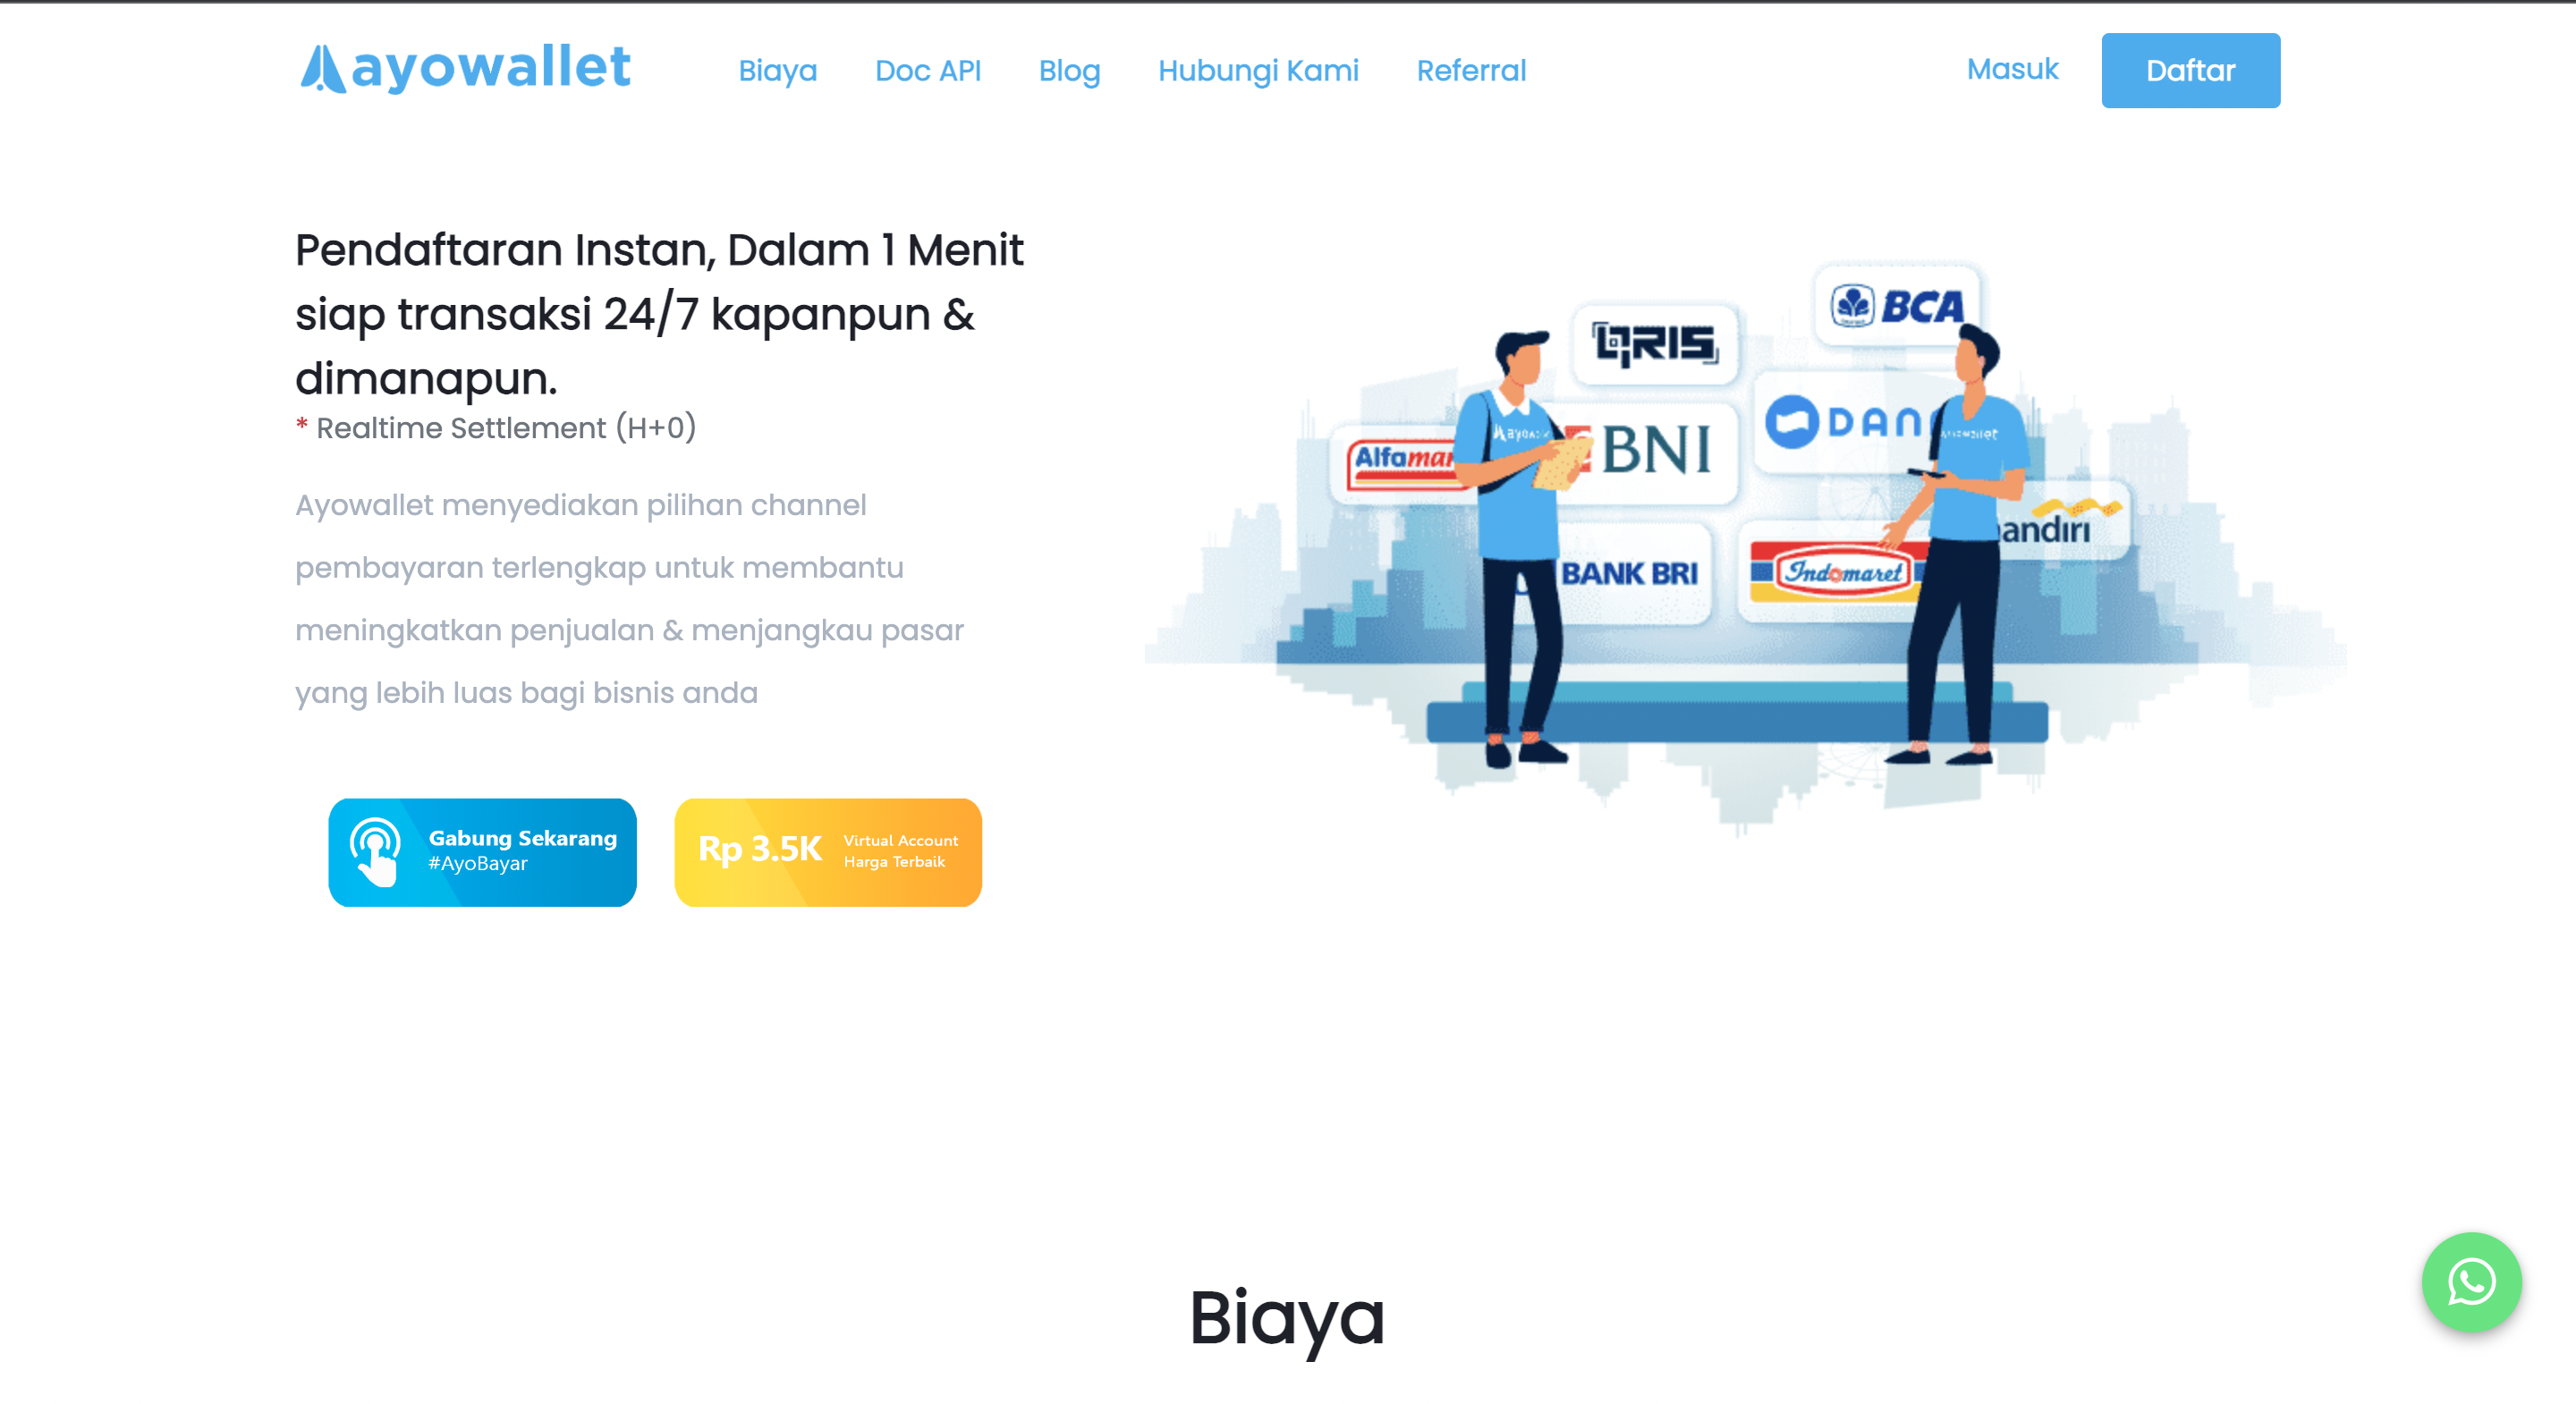 ayowallet
Biaya
Doc API
Blog
Hubungi Kami
Referral
Masuk
Daftar
Pendaftaran Instan, Dalam 1 Menit
siap transaksi 24/7 kapanpun &
dimanapun.
* Realtime Settlement (H+0)
Ayowallet menyediakan pilihan channel
pembayaran terlengkap untuk membantu
meningkatkan penjualan & menjangkau pasar
yang lebih luas bagi bisnis anda
Gabung Sekarang
#AyoBayar
Rp 3.5K
Virtual Account
Harga Terbaik
BCA
QRIS
DAN
BNI
Alfamar
andiri
BANK BRI
Indomaret
Biaya